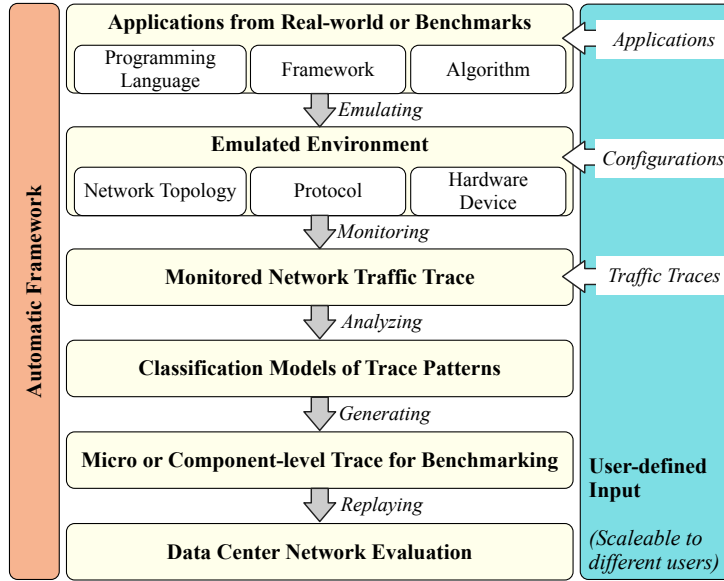 Applications from Real-world or Benchmarks
Programming
Language
Framework
Algorithm
Applications
Emulating
Emulated Environment
Network Topology
Protocol
Hardware
Device
Configurations
Monitoring
Monitored Network Traffic Trace
Traffic Traces
Analyzing
Classification Models of Trace Patterns
Generating
Micro or Component-level Trace for Benchmarking
Replaying
Data Center Network Evaluation
Automatic Framework
User-defined
Input
(Scaleable to
different users)